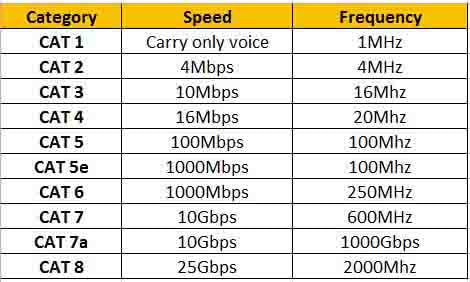 Category Speed Frequency
CAT 1 Carry only voice 1MHz
CAT 2 4Mbps 4MHz
CAT 3 10Mbps 16Mhz
CAT 4 16Mbps 20Mhz
CAT 5 100Mbps 100Mhz
CAT 5e 1000Mbps 100Mhz
CAT 6 1000Mbps 250MHz
CAT 7 10Gbps 600MHz
CAT 7a 10Gbps 1000Gbps
CAT 8 25Gbps 2000Mhz